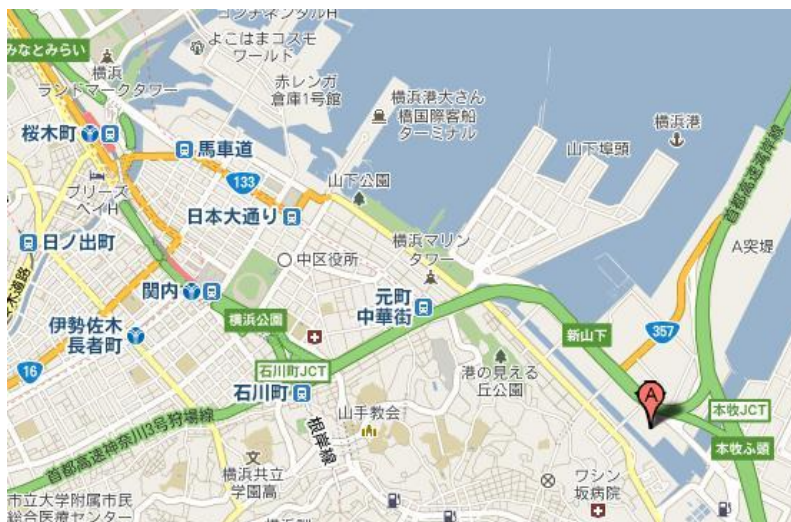 コンチネンタルH
みなとみらい
横浜
ランドマークタワー
よこはまコスモ
ワールド
赤レンガ
倉庫1号館
横浜港大さん
橋国際客船
ターミナル
横浜港
山下埠頭
首都高速湾岸線
桜木町
馬車道
133
山下公園
ブリーズ
ベイH
日本大通り
日ノ出町
中区役所
横浜マリン
タワー
A突堤
関内
元町
中華街
横浜公園
伊勢佐木
長者町
新山下
357
16
石川町JCT
港の見える
丘公園
石川町
A
本牧JCT
山手教会
根岸線
本牧ふ頭
首都高速神奈川3号狩場線
横浜共立
学園高
ワシン
坂病院
市立大学附属市民
総合医療センター